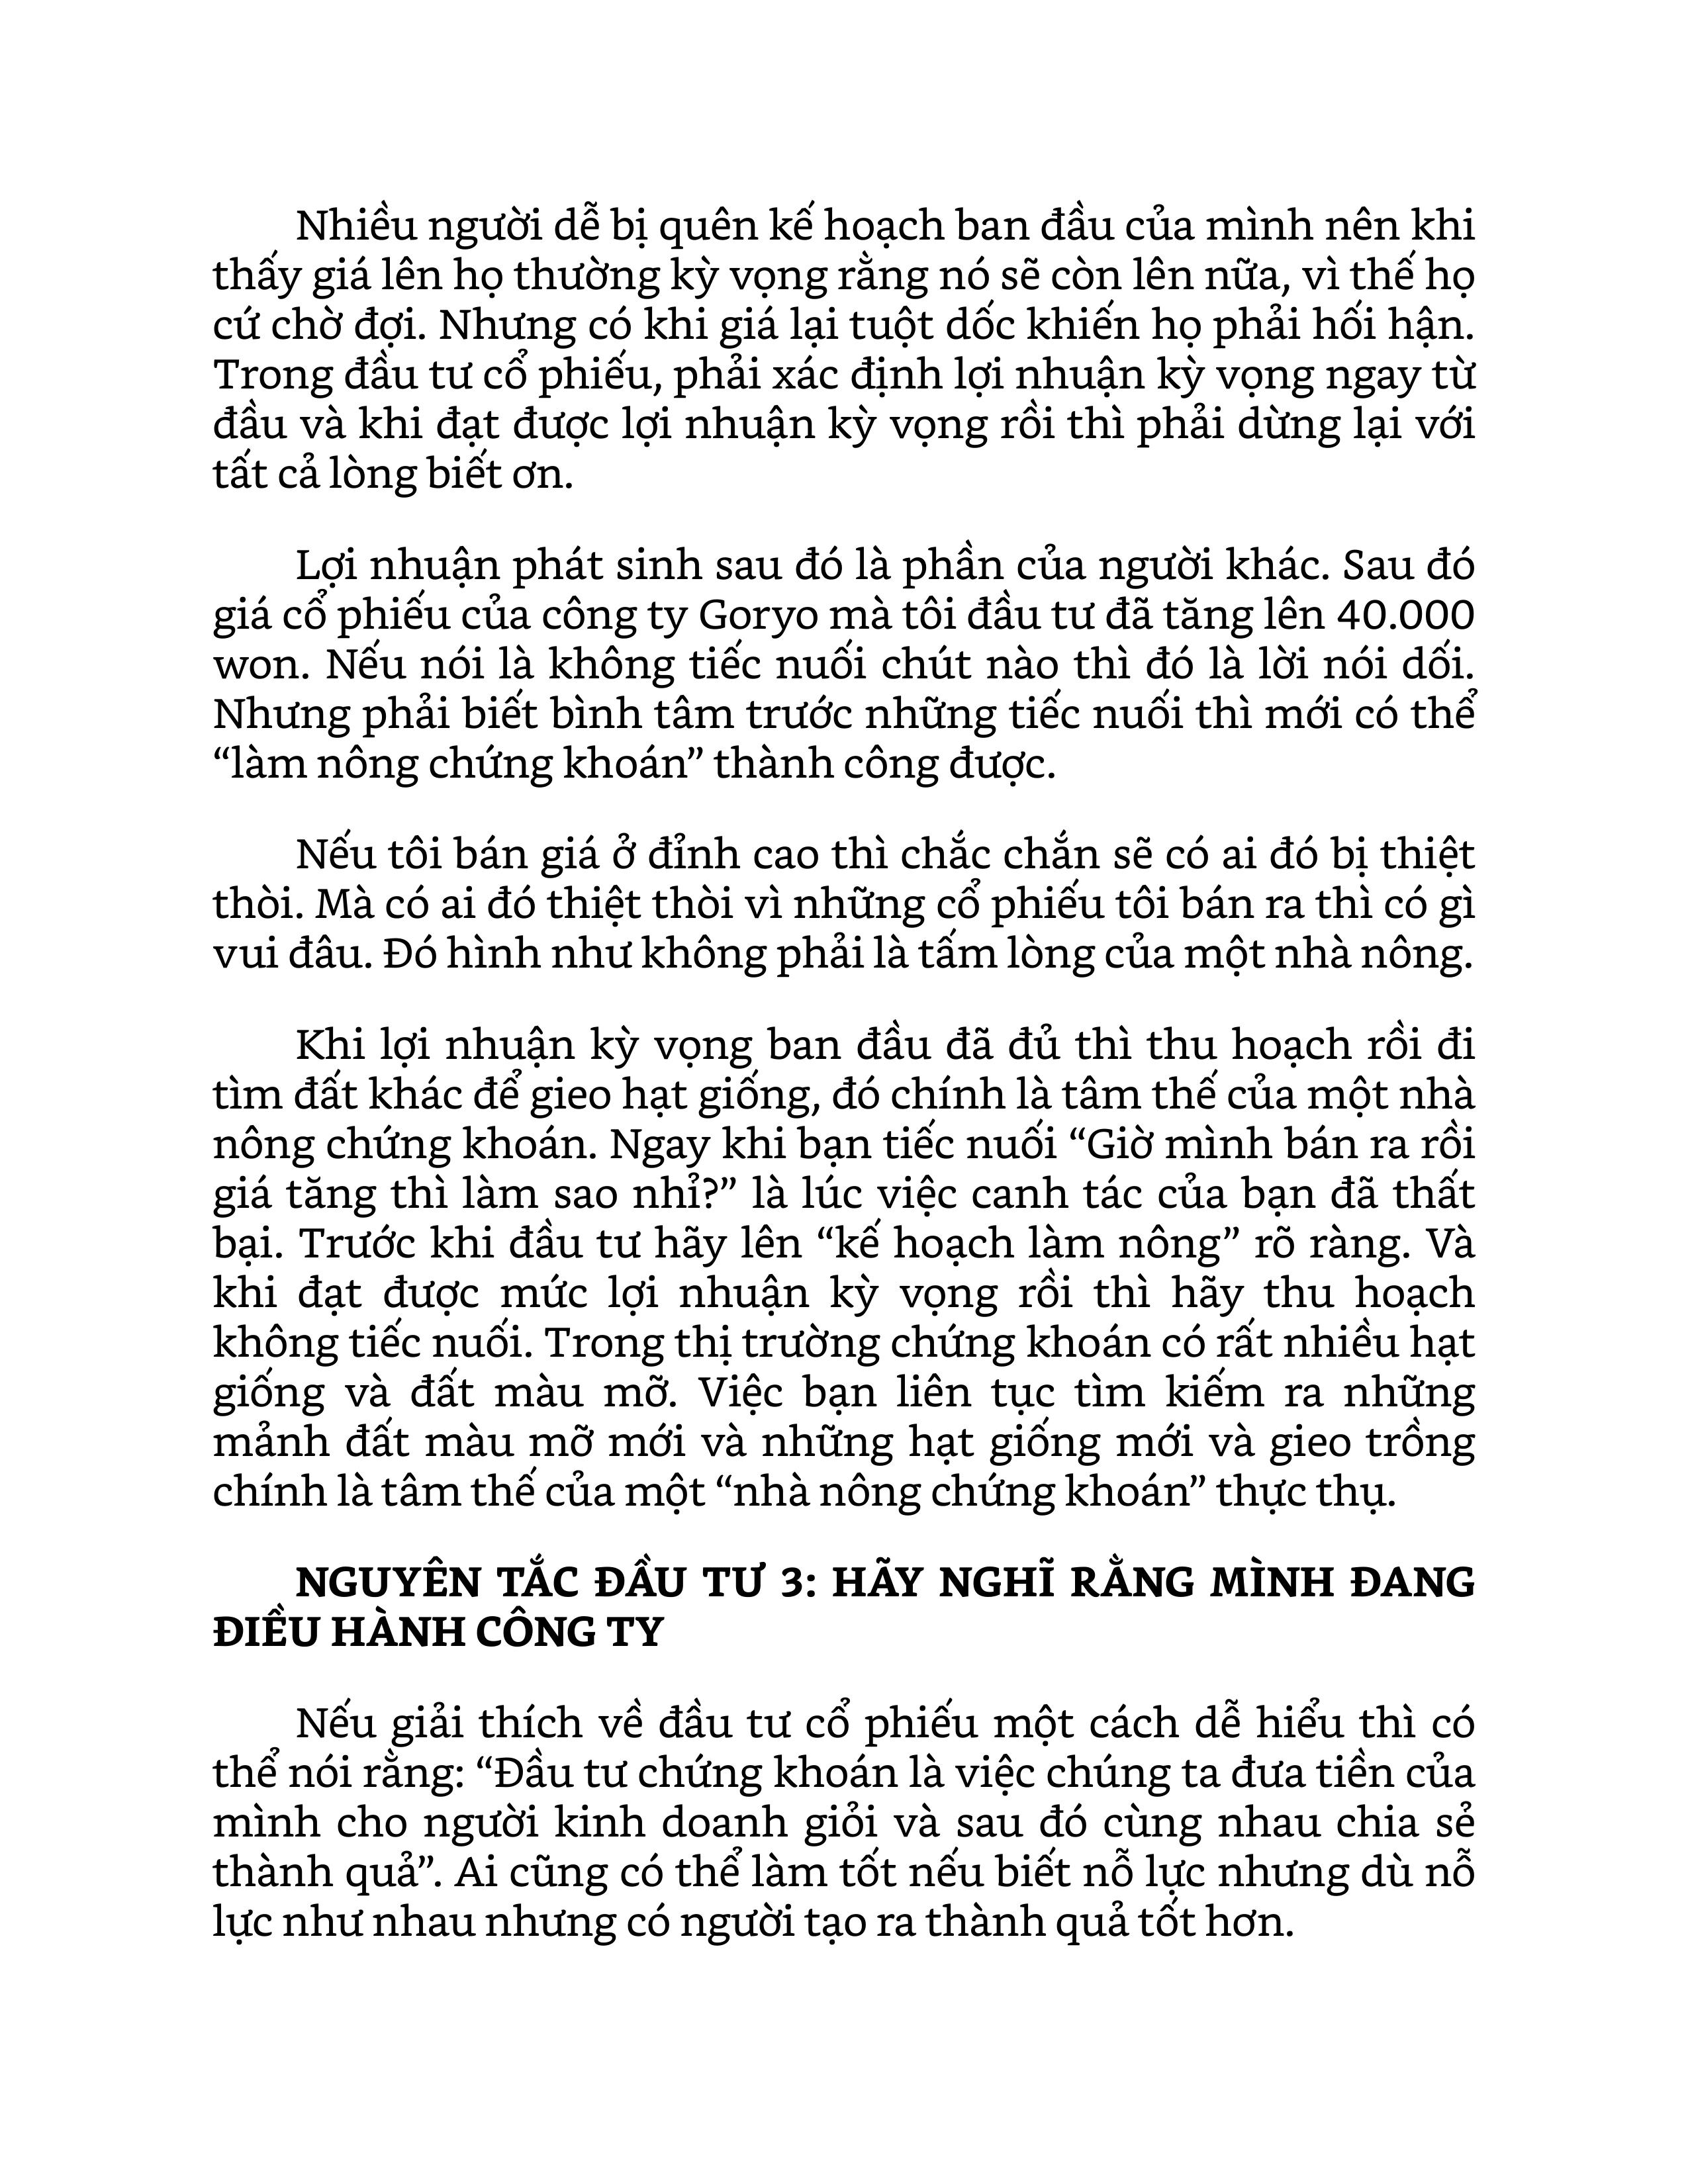 Nhiều người dễ bị quên kế hoạch ban đầu của mình nên khi
thấy giá lên họ thường kỳ vọng rằng nó sẽ còn lên nữa, vì thế họ
cứ chờ đợi. Nhưng có khi giá lại tuột dốc khiến họ phải hối hận.
Trong đầu tư cổ phiếu, phải xác định lợi nhuận kỳ vọng ngay từ
đầu và khi đạt được lợi nhuận kỳ vọng rồi thì phải dừng lại với
tất cả lòng biết ơn.
Lợi nhuận phát sinh sau đó là phần của người khác. Sau đó
giá cổ phiếu của công ty Goryo mà tôi đầu tư đã tăng lên 40.000
won. Nếu nói là không tiếc nuối chút nào thì đó là lời nói dối.
Nhưng phải biết bình tâm trước những tiếc nuối thì mới có thể
“làm nông chứng khoán” thành công được.
Nếu tôi bán giá ở đỉnh cao thì chắc chắn sẽ có ai đó bị thiệt
thòi. Mà có ai đó thiệt thòi vì những cổ phiếu tôi bán ra thì có gì
vui đâu. Đó hình như không phải là tấm lòng của một nhà nông.
Khi lợi nhuận kỳ vọng ban đầu đã đủ thì thu hoạch rồi đi
tìm đất khác để gieo hạt giống, đó chính là tâm thế của một nhà
nông chứng khoán. Ngay khi bạn tiếc nuối “Giờ mình bán ra rồi
giá tăng thì làm sao nhỉ?” là lúc việc canh tác của bạn đã thất
bại. Trước khi đầu tư hãy lên “kế hoạch làm nông” rõ ràng. Và
khi đạt được mức lợi nhuận kỳ vọng rồi thì hãy thu hoạch
không tiếc nuối. Trong thị trường chứng khoán có rất nhiều hạt
giống và đất màu mỡ. Việc bạn liên tục tìm kiếm ra những
mảnh đất màu mỡ mới và những hạt giống mới và gieo trồng
chính là tâm thế của một “nhà nông chứng khoán” thực thụ.
NGUYÊN TẮC ĐẦU TƯ 3: HÃY NGHĨ RẰNG MÌNH ĐANG
ĐIỀU HÀNH CÔNG TY
Nếu giải thích về đầu tư cổ phiếu một cách dễ hiểu thì có
thể nói rằng: “Đầu tư chứng khoán là việc chúng ta đưa tiền của
mình cho người kinh doanh giỏi và sau đó cùng nhau chia sẻ
thành quả”. Ai cũng có thể làm tốt nếu biết nỗ lực nhưng dù nỗ
lực như nhau nhưng có người tạo ra thành quả tốt hơn.